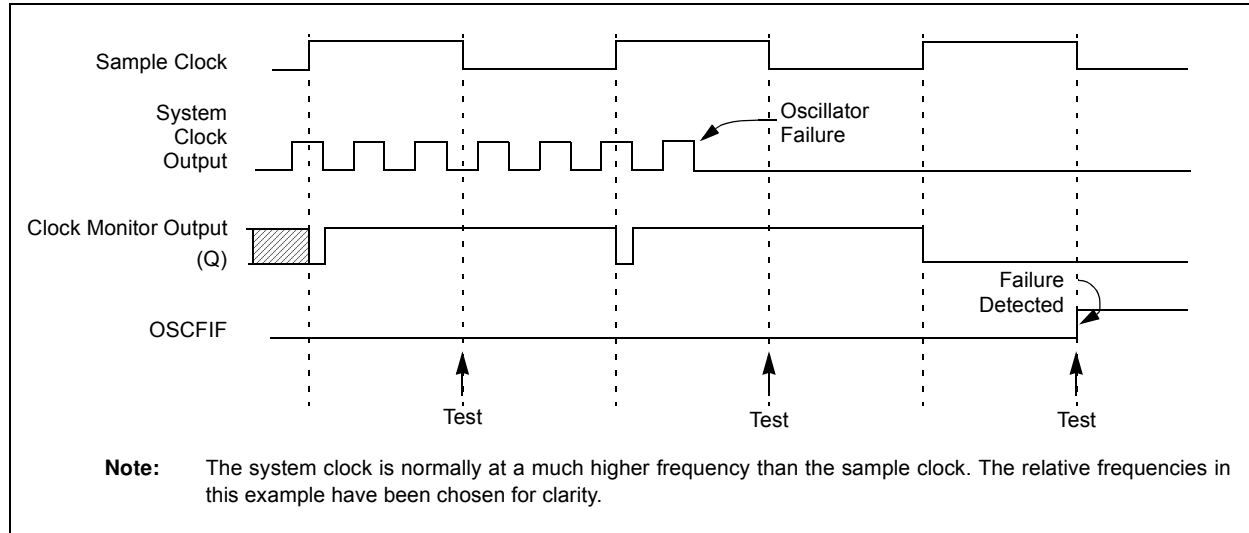 Sample Clock
System
Clock
Output
Oscillator
Failure
Clock Monitor Output
(Q)
Failure
Detected
OSCFIF
Test
Test
Test
Note: The system clock is normally at a much higher frequency than the sample clock. The relative frequencies in
this example have been chosen for clarity.